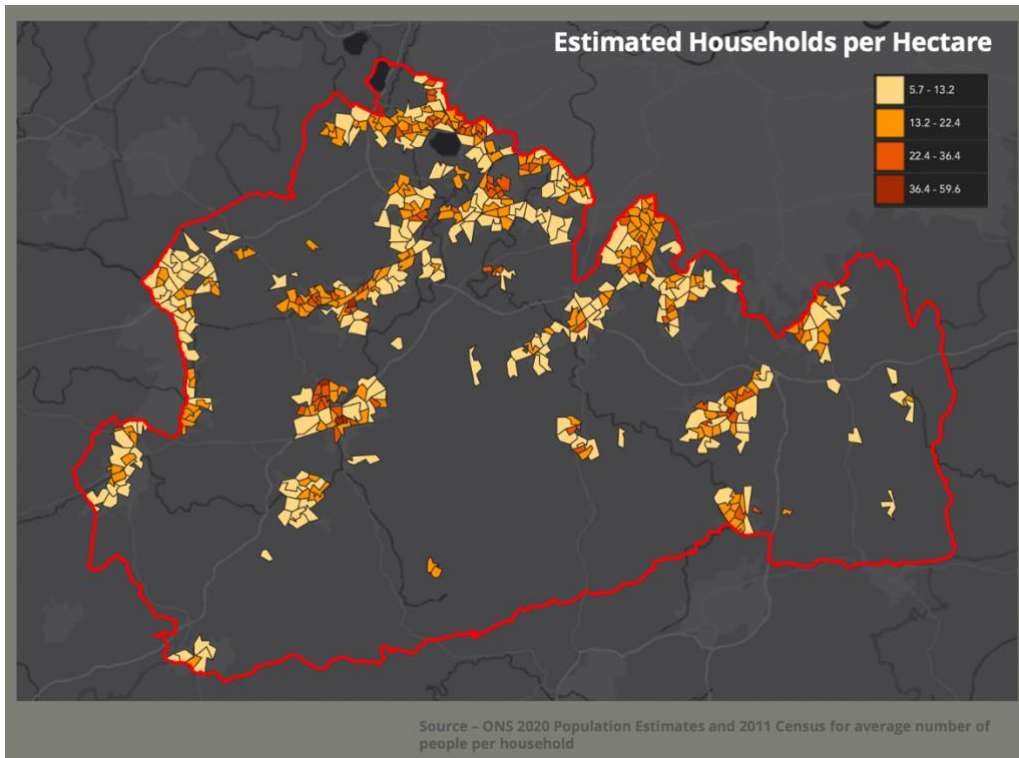 Estimated Households per Hectare
5.7 - 13.2
13.2 - 22.4
22.4 - 36.4
36.4 - 59.6
Source – ONS 2020 Population Estimates and 2011 Census for average number of
people per household